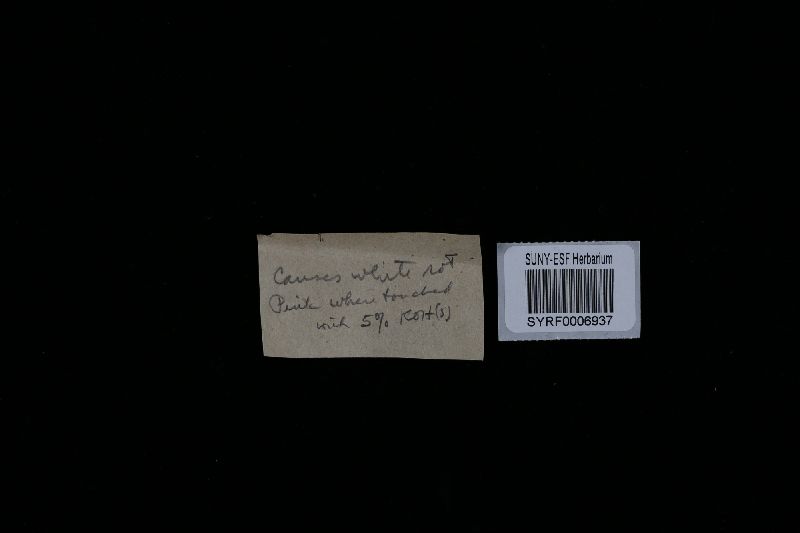 Causes white rot
Pink when touched
with 5% KOH(s)
SUNY-ESF Herbarium
SYRF0006937